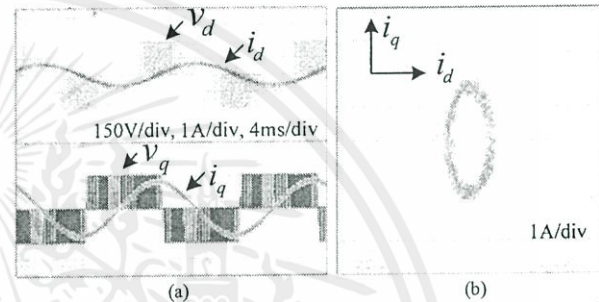 v_d
i_d
150V/div, 1A/div, 4ms/div
v_q
i_q
(a)
i_q
i_d
1A/div
(b)